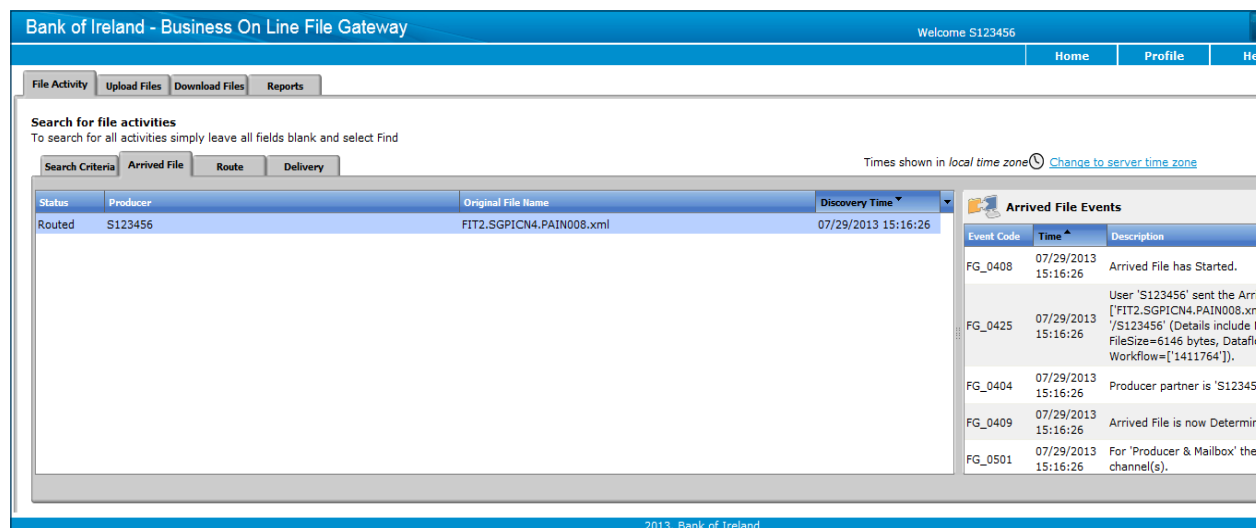 Bank of Ireland - Business On Line File Gateway
Welcome S123456
Home Profile
File Activity Upload Files Download Files Reports
Search for file activities
To search for all activities simply leave all fields blank and select Find
Search Criteria Arrived File Route Delivery
Times shown in local time zone Change to server time zone
Status Producer Original File Name Discovery Time
Routed S123456 FIT2.SGPICN4.PAIN008.xml 07/29/2013 15:16:26
Arrived File Events
Event Code Time Description
FG_0408 07/29/2013 15:16:26 Arrived File has Started.
FG_0425 07/29/2013 15:16:26
User 'S123456' sent the
['FIT2.SGPICN4.PAIN008.
'/S123456' (Details include
FileSize=6146 bytes,
Workflow=['1411764']).
FG_0404 07/29/2013 15:16:26 Producer partner is 'S12345
FG_0409 07/29/2013 15:16:26 Arrived File is now
FG_0501 07/29/2013 15:16:26 For 'Producer & Mailbox' the
channel(s).
2013, Bank of Ireland